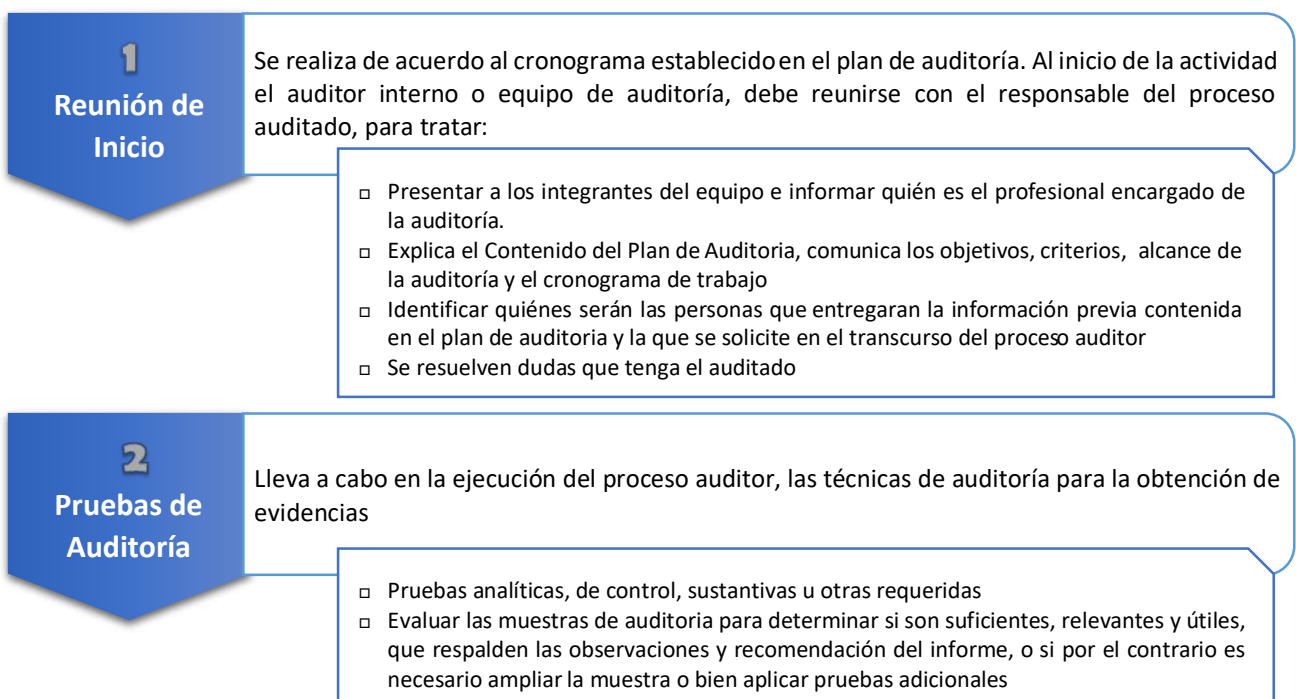 1
Reunión de
Inicio
Se realiza de acuerdo al cronograma establecido en el plan de auditoría. Al inicio de la actividad
el auditor interno o equipo de auditoría, debe reunirse con el responsable del proceso
auditado, para tratar:
▫ Presentar a los integrantes del equipo e informar quién es el profesional encargado de
la auditoría.
▫ Explica el Contenido del Plan de Auditoria, comunica los objetivos, criterios, alcance de
la auditoría y el cronograma de trabajo
▫ Identificar quiénes serán las personas que entregaran la información previa contenida
en el plan de auditoria y la que se solicite en el transcurso del proceso auditor
▫ Se resuelven dudas que tenga el auditado
2
Pruebas de
Auditoría
Lleva a cabo en la ejecución del proceso auditor, las técnicas de auditoría para la obtención de
evidencias
▫ Pruebas analíticas, de control, sustantivas u otras requeridas
▫ Evaluar las muestras de auditoria para determinar si son suficientes, relevantes y útiles,
que respalden las observaciones y recomendación del informe, o si por el contrario es
necesario ampliar la muestra o bien aplicar pruebas adicionales